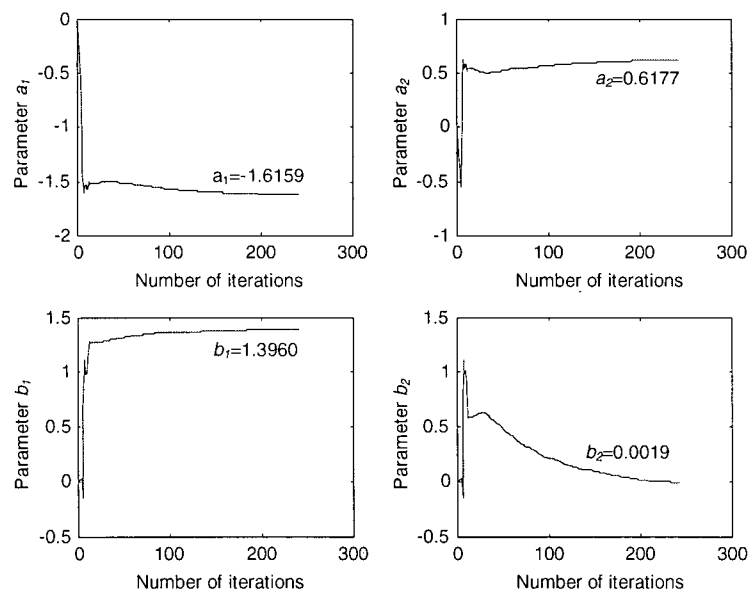 0
-0.5
-1
-1.5
-2
Parameter a1
a1=-1.6159
0 100 200 300
Number of iterations
1
0.5
0
-0.5
-1
Parameter a2
a2=0.6177
0 100 200 300
Number of iterations
1.5
1
0.5
0
-0.5
Parameter b1
b1=1.3960
0 100 200 300
Number of iterations
1.5
1
0.5
0
-0.5
Parameter b2
b2=0.0019
0 100 200 300
Number of iterations